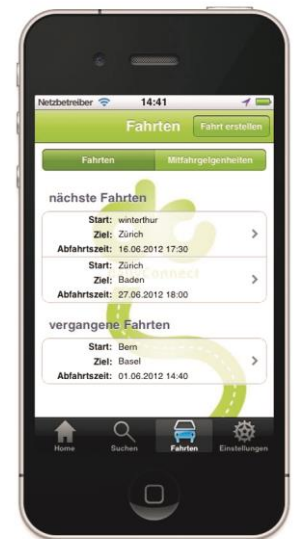 Netzbetreiber 14:41
Fahrten Fahrt erstellen
Fahrten Mitfahrgelgenheiten
nächste Fahrten
Start: winterthur
Ziel: Zürich
Abfahrtszeit: 16.06.2012 17:30
Start: Zürich
Ziel: Baden
Abfahrtszeit: 27.06.2012 18:00
vergangene Fahrten
Start: Bern
Ziel: Basel
Abfahrtszeit: 01.06.2012 14:40
Home Suchen Fahrten Einstellungen